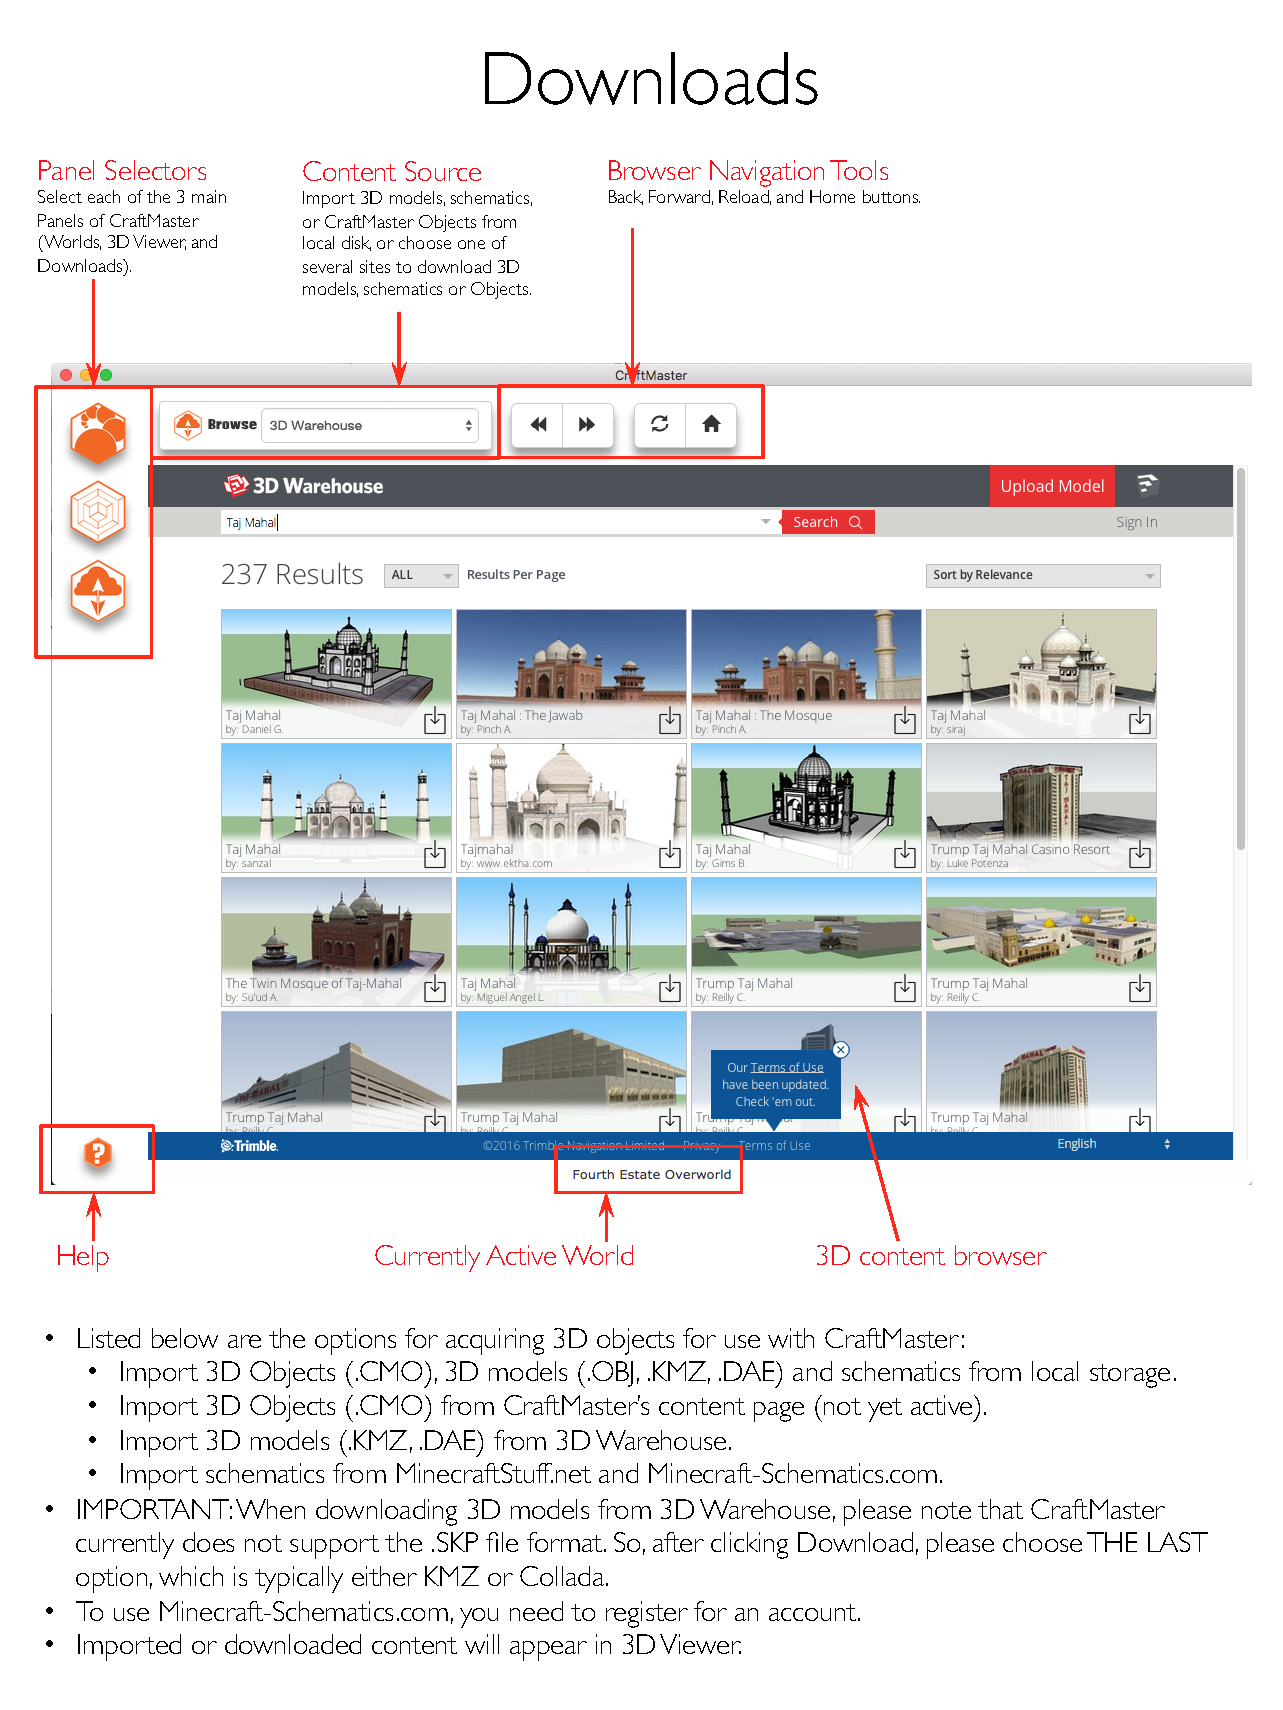 Downloads
Panel Selectors
Select each of the 3 main
Panels of CraftMaster
(Worlds, 3D Viewer, and
Downloads).
Content Source
Import 3D models, schematics,
or CraftMaster Objects from
local disk, or choose one of
several sites to download 3D
models, schematics or Objects.
Browser Navigation Tools
Back, Forward, Reload, and Home buttons.
CraftMaster
Browse
3D Warehouse
3D Warehouse
Upload Model
Taj Mahal
Search
Sign In
237 Results
ALL
Results Per Page
Sort by Relevance
Taj Mahal
by: Daniel G.
Taj Mahal : The Jawab
by: Pinch A.
Taj Mahal : The Mosque
by: Pinch A.
Taj Mahal
by: siraj
Taj Mahal
by: sanzal
Tajmahal
by: www.ektha.com
Taj Mahal
by: Gims B.
Trump Taj Mahal Casino Resort
by: Luke Potenza
The Twin Mosque of Taj-Mahal
by: Su'ud A.
Taj Mahal
by: Miguel Angel L.
Trump Taj Mahal
by: Reilly C.
Trump Taj Mahal
by: Reilly C.
Trump Taj Mahal
by: Reilly C.
Trump Taj Mahal
by: Reilly C.
Our Terms of Use
have been updated.
Check 'em out.
Trump Taj Mahal
by: Reilly C.
Trimble.
©2016 Trimble Navigation Limited
Privacy
Terms of Use
English
Fourth Estate Overworld
Help
Currently Active World
3D content browser
• Listed below are the options for acquiring 3D objects for use with CraftMaster:
• Import 3D Objects (.CMO), 3D models (.OBJ, .KMZ, .DAE) and schematics from local storage.
• Import 3D Objects (.CMO) from CraftMaster's content page (not yet active).
• Import 3D models (.KMZ, .DAE) from 3D Warehouse.
• Import schematics from MinecraftStuff.net and Minecraft-Schematics.com.
• IMPORTANT: When downloading 3D models from 3D Warehouse, please note that CraftMaster
currently does not support the .SKP file format. So, after clicking Download, please choose THE LAST
option, which is typically either KMZ or Collada.
• To use Minecraft-Schematics.com, you need to register for an account.
• Imported or downloaded content will appear in 3D Viewer.